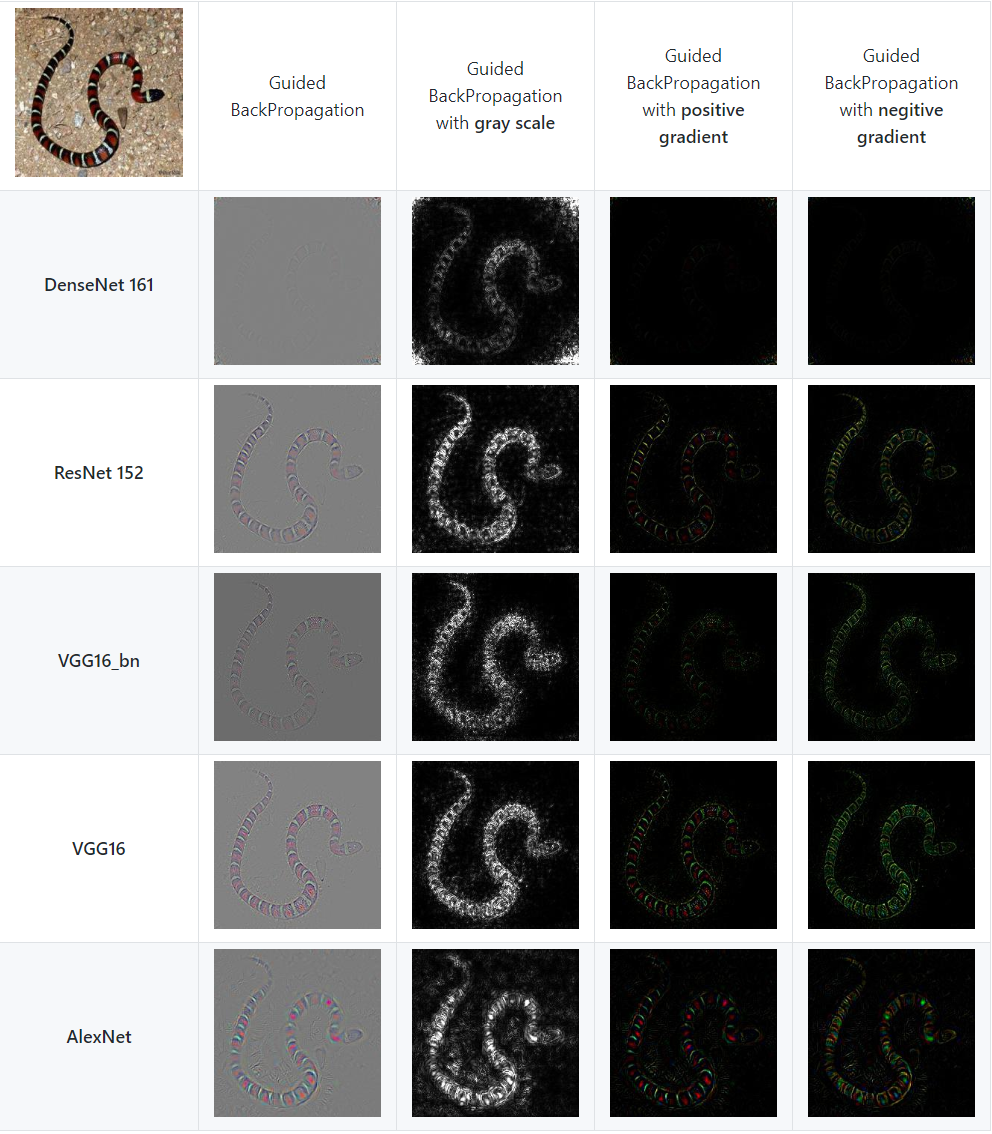 Guided
BackPropagation
Guided
BackPropagation
with gray scale
Guided
BackPropagation
with positive
gradient
Guided
BackPropagation
with negitive
gradient
DenseNet 161
ResNet 152
VGG16_bn
VGG16
AlexNet